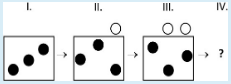 I. II. III. IV.
→ → → ?